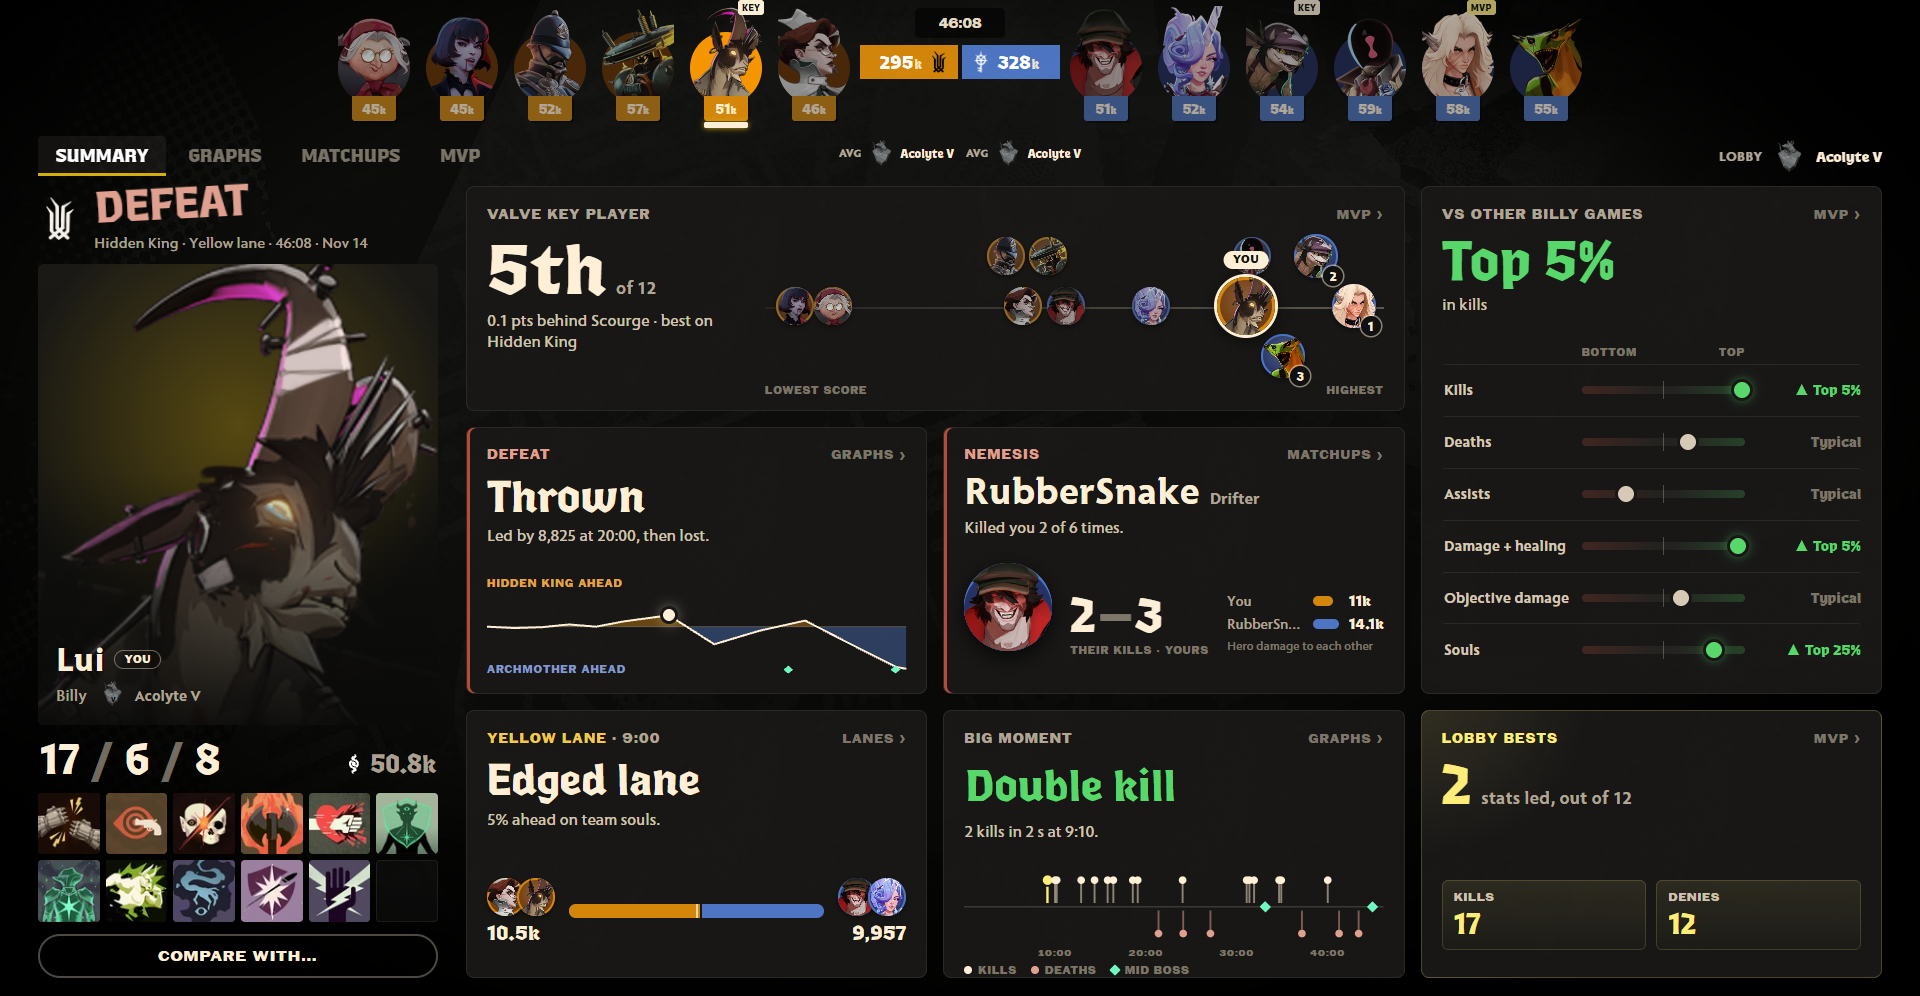 KEY
KEY
MVP
46:08
295k
328k
45k
45k
52k
57k
51k
46k
51k
52k
54k
59k
58k
55k
SUMMARY
GRAPHS
MATCHUPS
MVP
AVG Acolyte V
AVG Acolyte V
LOBBY Acolyte V
DEFEAT
Hidden King · Yellow lane · 46:08 · Nov 14
Lui YOU
Billy Acolyte V
17 / 6 / 8
50.8k
COMPARE WITH...
VALVE KEY PLAYER
MVP ›
5th of 12
0.1 pts behind Scourge · best on
Hidden King
YOU
2
1
3
LOWEST SCORE
HIGHEST
VS OTHER BILLY GAMES
MVP ›
Top 5%
in kills
BOTTOM
TOP
Kills ▲ Top 5%
Deaths Typical
Assists Typical
Damage + healing ▲ Top 5%
Objective damage Typical
Souls ▲ Top 25%
DEFEAT
GRAPHS ›
Thrown
Led by 8,825 at 20:00, then lost.
HIDDEN KING AHEAD
ARCHMOTHER AHEAD
NEMESIS
MATCHUPS ›
RubberSnake Drifter
Killed you 2 of 6 times.
2—3
THEIR KILLS · YOURS
You 11k
RubberSn... 14.1k
Hero damage to each other
YELLOW LANE · 9:00
LANES ›
Edged lane
5% ahead on team souls.
10.5k
9,957
BIG MOMENT
GRAPHS ›
Double kill
2 kills in 2 s at 9:10.
10:00
20:00
30:00
40:00
KILLS
DEATHS
MID BOSS
LOBBY BESTS
MVP ›
2 stats led, out of 12
KILLS
17
DENIES
12